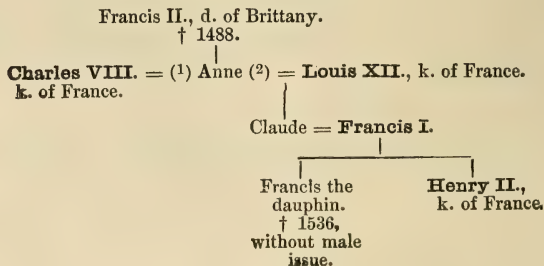 Francis II., d. of Brittany.
† 1488.
Charles VIII. = (¹) Anne (²) = Louis XII., k. of France.
k. of France.
Claude = Francis I.
Francis the
dauphin.
† 1536,
without male
issue.
Henry II.,
k. of France.